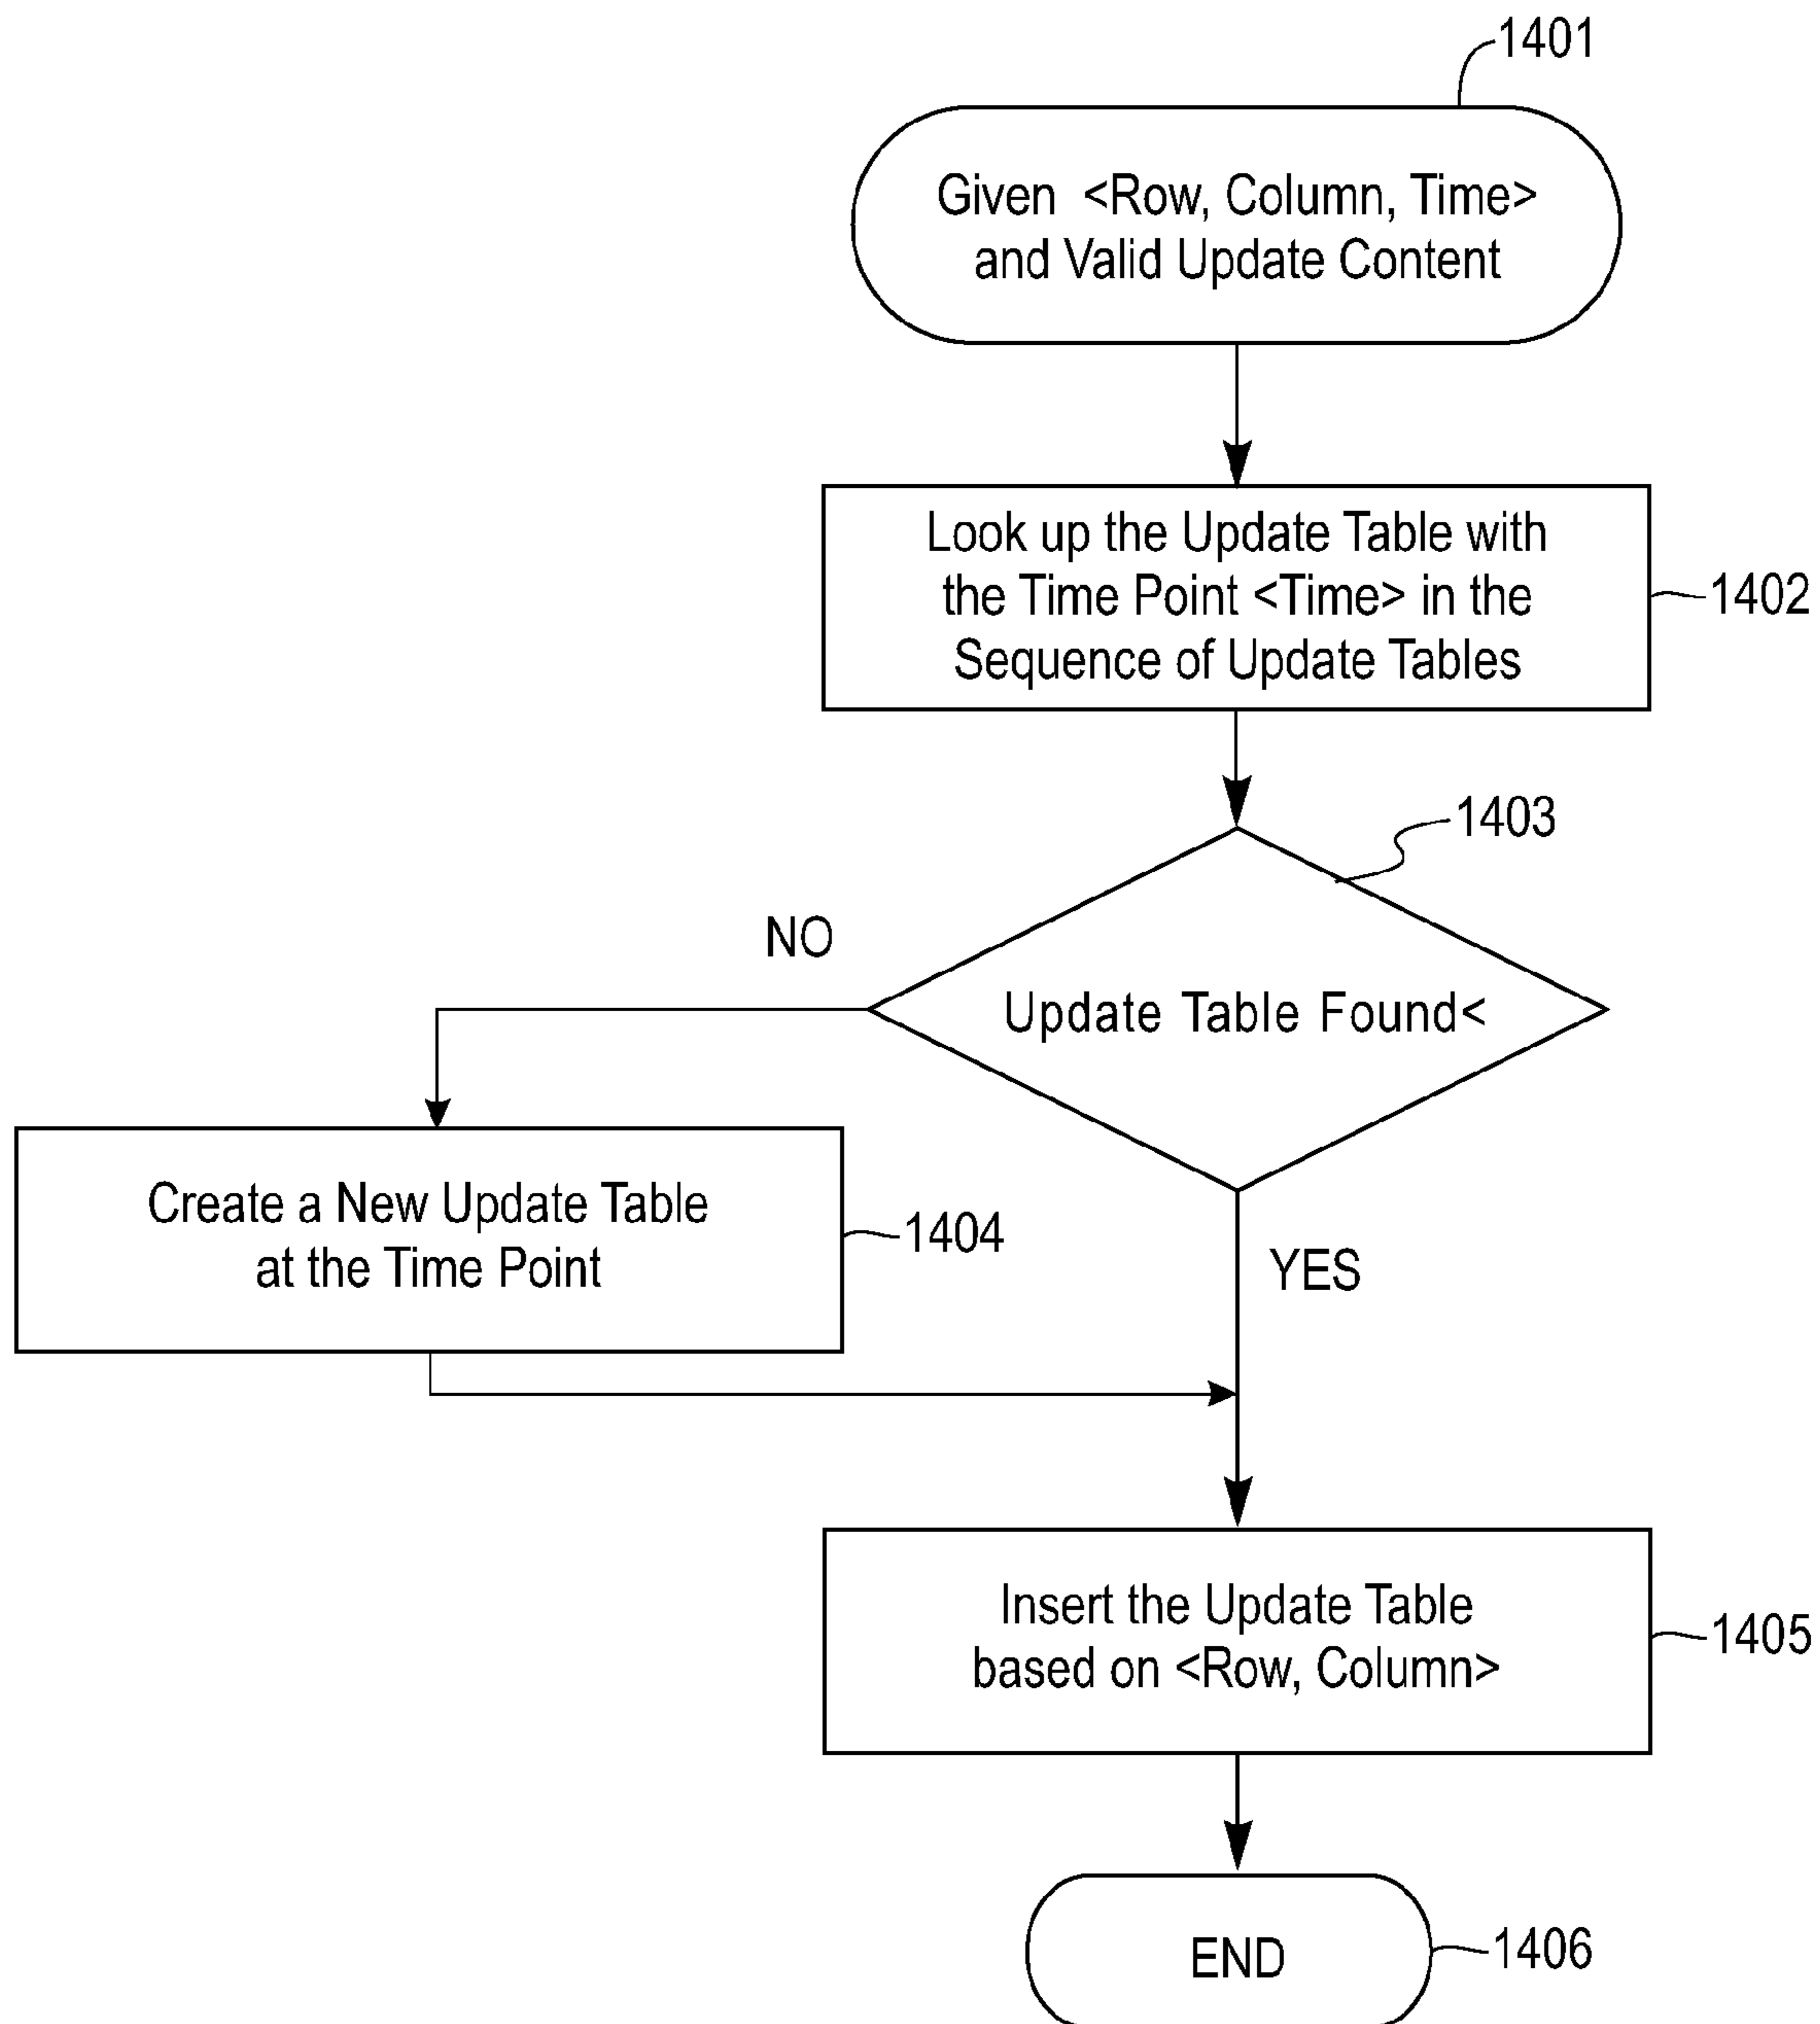 1401
Given <Row, Column, Time>
and Valid Update Content
Look up the Update Table with
the Time Point <Time> in the
Sequence of Update Tables
1402
1403
NO
Update Table Found<
Create a New Update Table
at the Time Point
1404
YES
Insert the Update Table
based on <Row, Column>
1405
END
1406